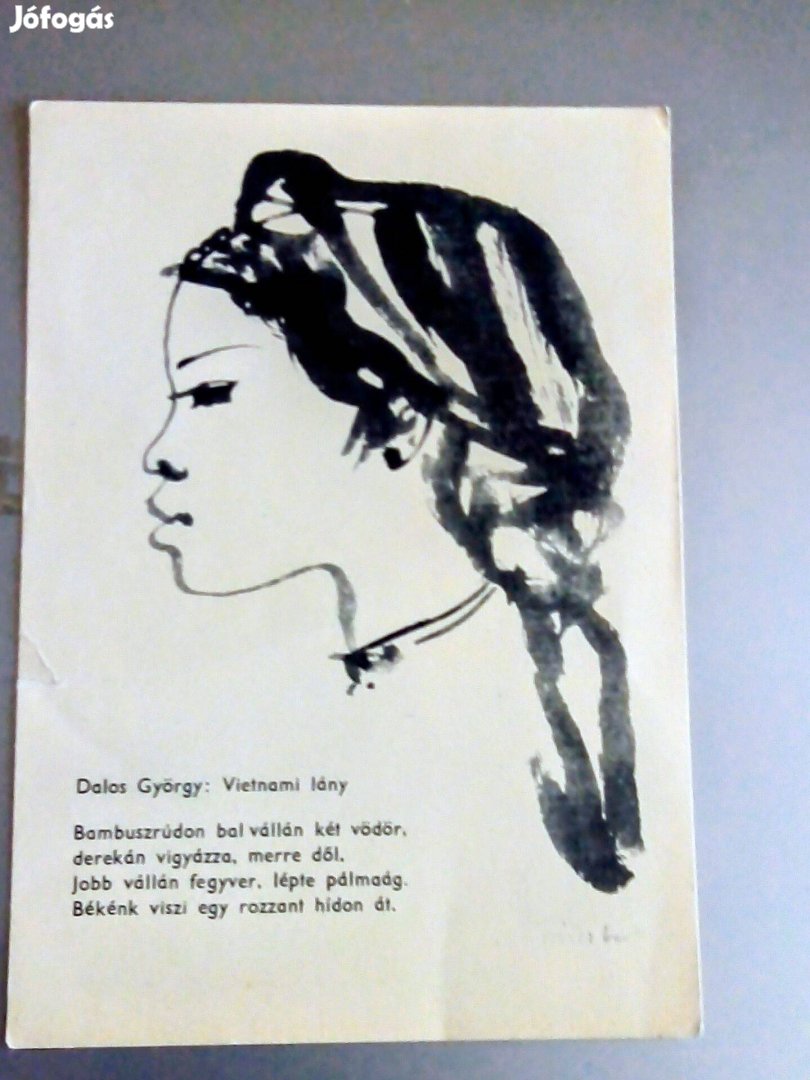 Jófogás
Dalos György: Vietnami lány
Bambuszrúdon bal vállán két vödör,
derekán vigyázza, merre dől.
Jobb vállán fegyver, lépte pálmaág.
Békénk viszi egy rozzant hídon át.